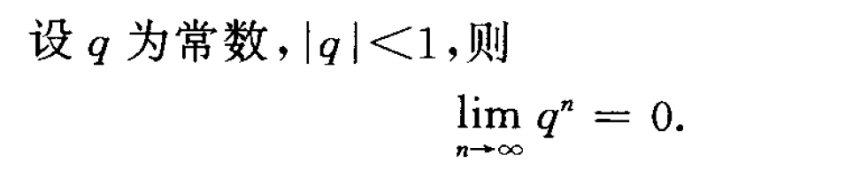 设 q 为常数,|q|<1,则
lim q^n = 0.
n→∞